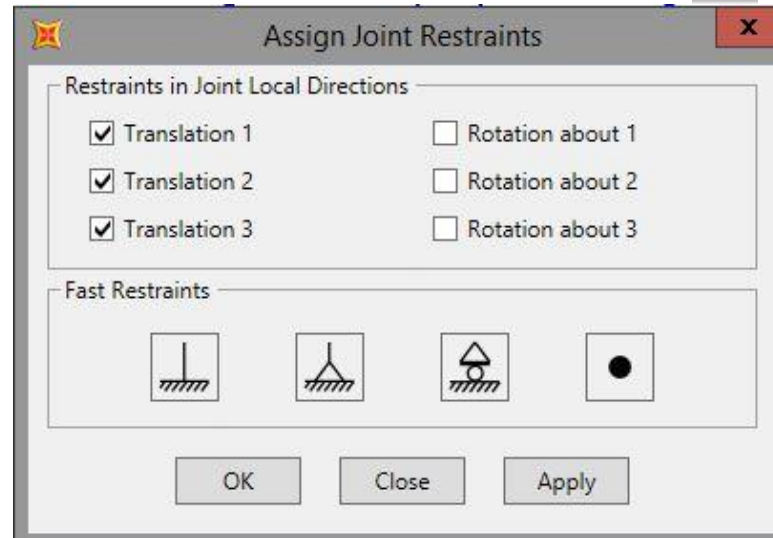 Assign Joint Restraints
x
Restraints in Joint Local Directions
Translation 1
Rotation about 1
Translation 2
Rotation about 2
Translation 3
Rotation about 3
Fast Restraints
OK
Close
Apply